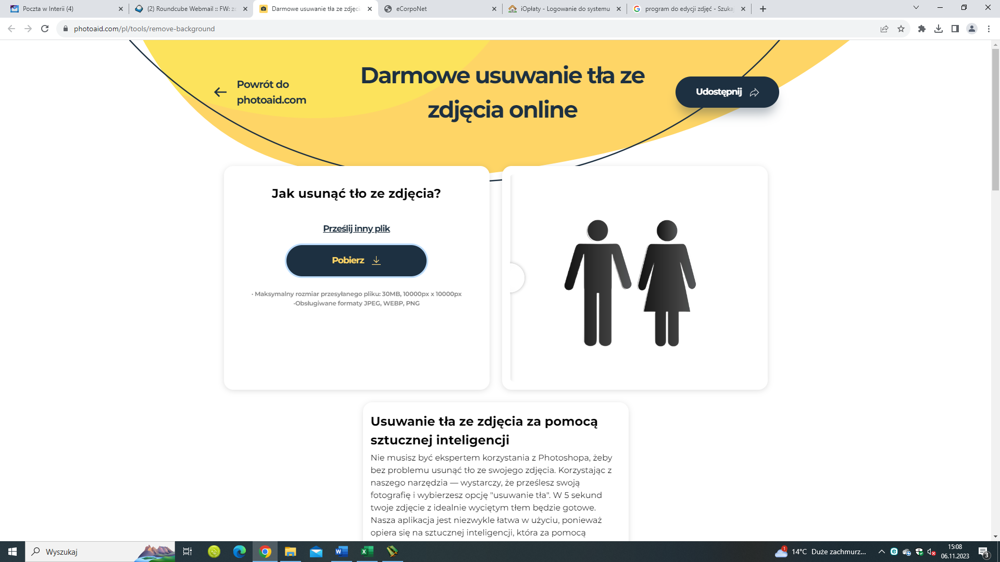 Poczta w Interii (4)
(2) Roundcube Webmail :: FW: 
Darmowe usuwanie tła ze zdjęci
eCorpoNet
iOpłaty - Logowanie do systemu
program do edycji zdjęć - Szuka
photoaid.com/pl/tools/remove-background
Powrót do
photoaid.com
Darmowe usuwanie tła ze
zdjęcia online
Udostępnij
Jak usunąć tło ze zdjęcia?
Prześlij inny plik
Pobierz
• Maksymalny rozmiar przesyłanego pliku: 30MB, 10000px x 10000px
•Obsługiwane formaty JPEG, WEBP, PNG
Usuwanie tła ze zdjęcia za pomocą
sztucznej inteligencji
Nie musisz być ekspertem korzystania z Photoshopa, żeby
bez problemu usunąć tło ze swojego zdjęcia. Korzystając z
naszego narzędzia — wystarczy, że prześlesz swoją
fotografię i wybierzesz opcję "usuwanie tła". W 5 sekund
twoje zdjęcie z idealnie wyciętym tłem będzie gotowe.
Nasza aplikacja jest niezwykle łatwa w użyciu, ponieważ
opiera się na sztucznej inteligencji, która za pomocą
Wyszukaj
1
14°C Duże zachmurz...
15:08
06.11.2023
3